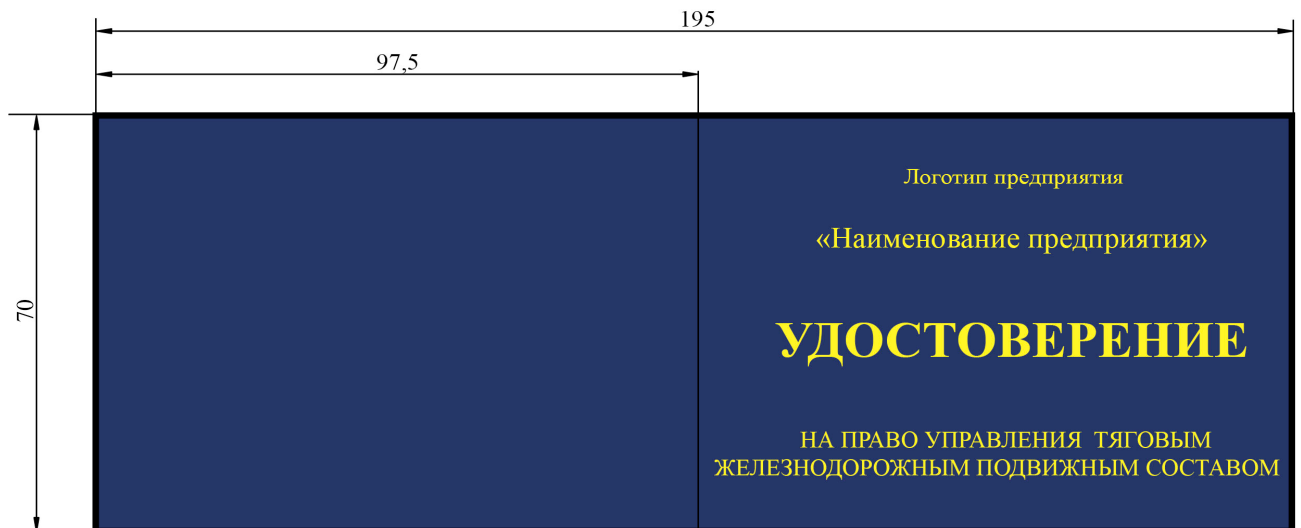 195
97,5
70
Логотип предприятия
«Наименование предприятия»
УДОСТОВЕРЕНИЕ
НА ПРАВО УПРАВЛЕНИЯ ТЯГОВЫМ
ЖЕЛЕЗНОДОРОЖНЫМ ПОДВИЖНЫМ СОСТАВОМ